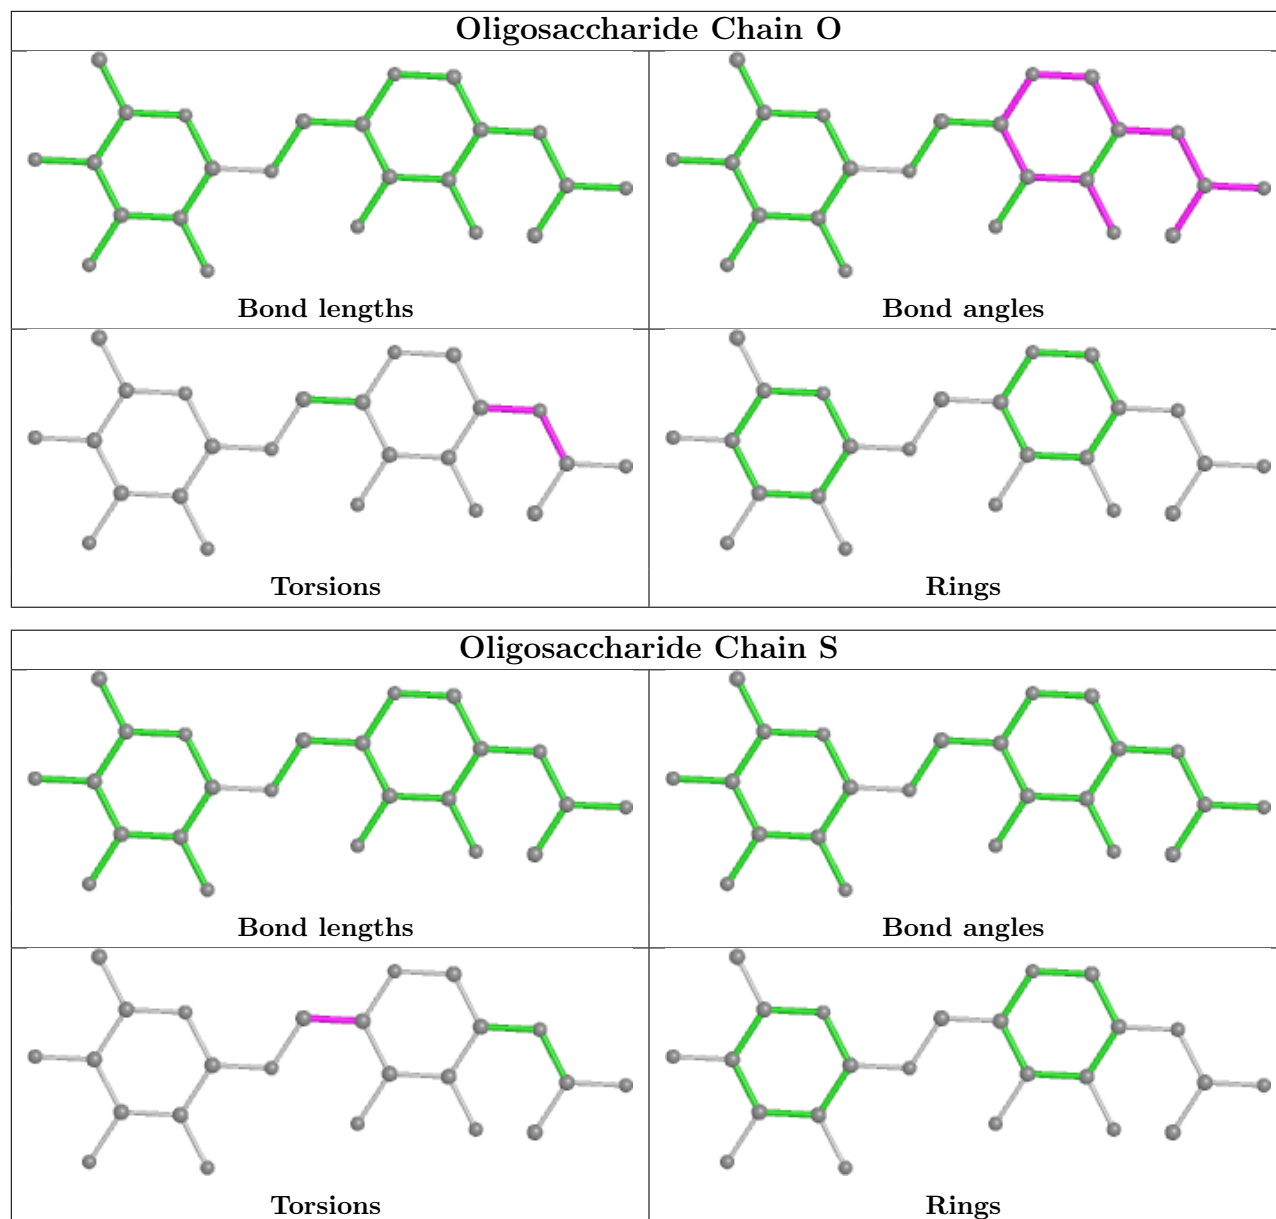 Oligosaccharide Chain O
Bond lengths
Bond angles
Torsions
Rings
Oligosaccharide Chain S
Bond lengths
Bond angles
Torsions
Rings